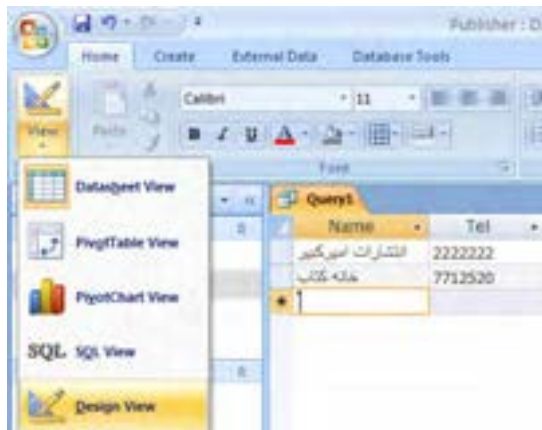 Publisher : D
Home Create External Data Database Tools
Calibri 11
View Paste B I U A
Font
Datasheet View
PivotTable View
PivotChart View
SQL SQL View
Design View
Query1
Name Tel
انتشارات امیرکبیر 2222222
خانه کتاب 7712520